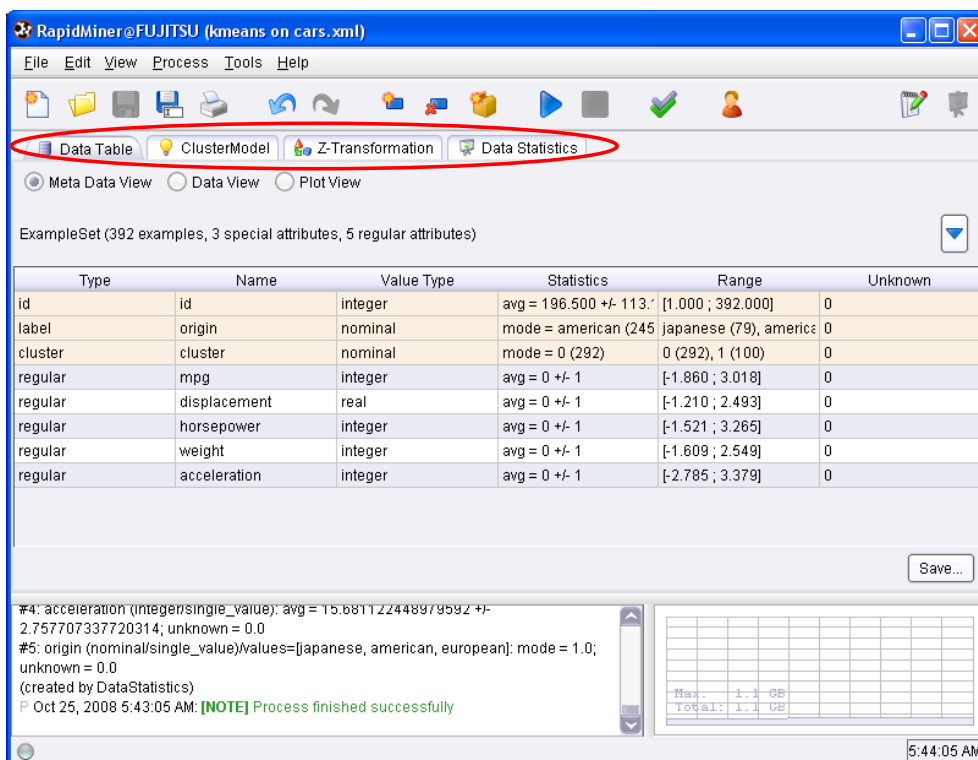 RapidMiner@FUJITSU (kmeans on cars.xml)
File Edit View Process Tools Help
Data Table ClusterModel Z-Transformation Data Statistics
Meta Data View Data View Plot View
ExampleSet (392 examples, 3 special attributes, 5 regular attributes)
Type Name Value Type Statistics Range Unknown
id id integer avg = 196.500 +/- 113. [1.000 ; 392.000] 0
label origin nominal mode = american (245 japanese (79), america 0
cluster cluster nominal mode = 0 (292) 0 (292), 1 (100) 0
regular mpg integer avg = 0 +/- 1 [-1.860 ; 3.018] 0
regular displacement real avg = 0 +/- 1 [-1.210 ; 2.493] 0
regular horsepower integer avg = 0 +/- 1 [-1.521 ; 3.265] 0
regular weight integer avg = 0 +/- 1 [-1.609 ; 2.549] 0
regular acceleration integer avg = 0 +/- 1 [-2.785 ; 3.379] 0
Save...
#4: acceleration (integer/single_value): avg = 15.681122448979592 +/-
2.757707337720314; unknown = 0.0
#5: origin (nominal/single_value)/values=[japanese, american, european]: mode = 1.0;
unknown = 0.0
(created by DataStatistics)
P Oct 25, 2008 5:43:05 AM: [NOTE] Process finished successfully
Max: 1.1 GB
Total: 1.1 GB
5:44:05 AM